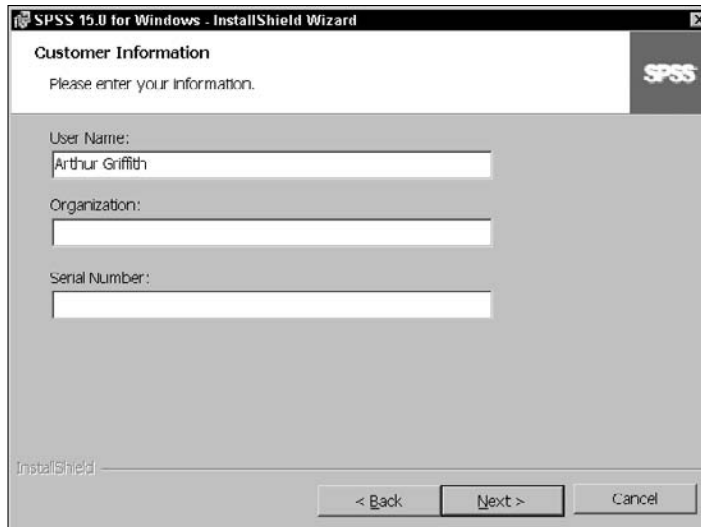 SPSS 15.0 for Windows - InstallShield Wizard
Customer Information
Please enter your information.
SPSS
User Name:
Arthur Griffith
Organization:
Serial Number:
InstallShield
< Back
Next >
Cancel